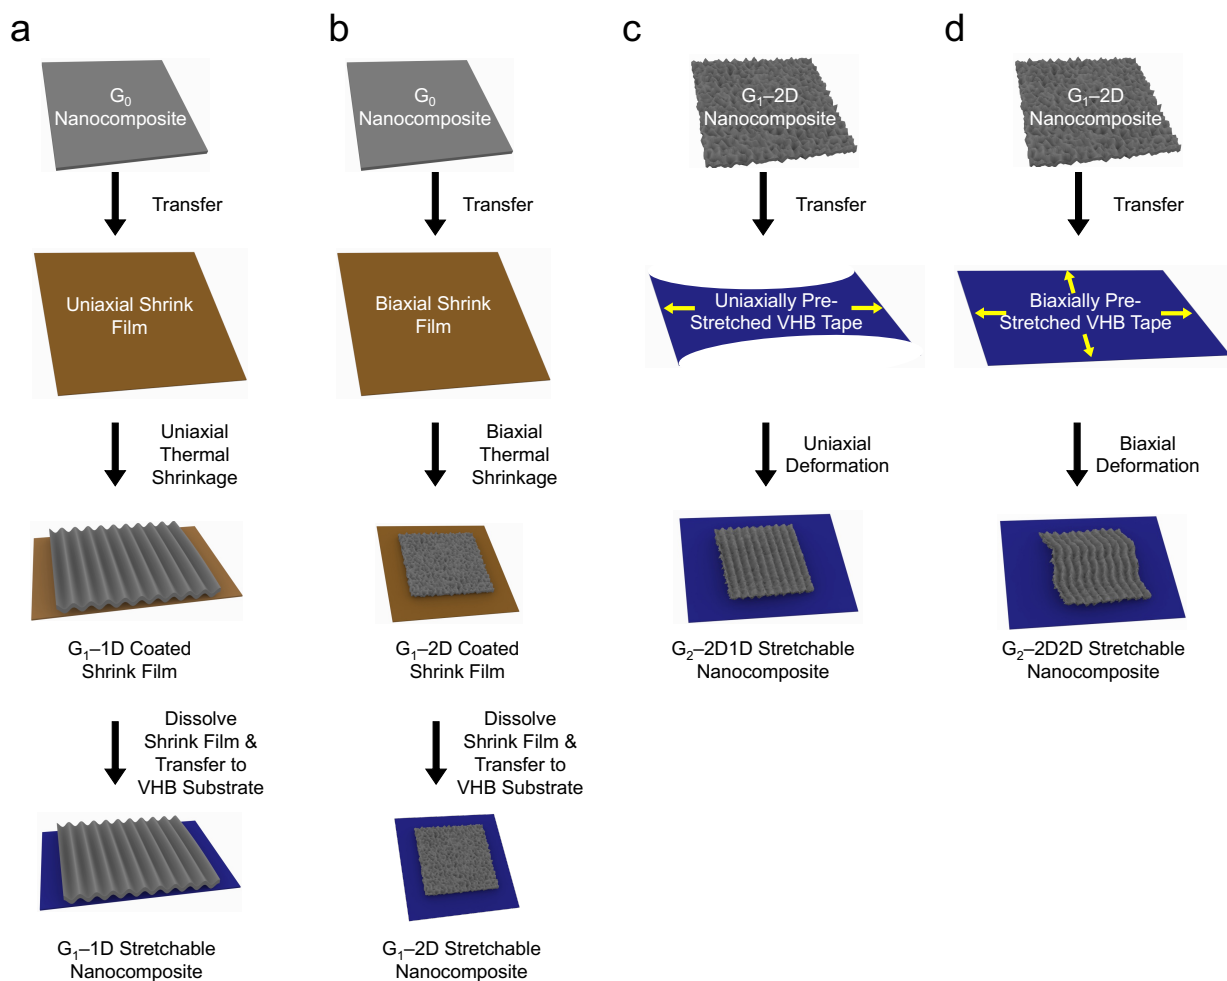 a
G₀
Nanocomposite
Transfer
Uniaxial Shrink
Film
Uniaxial
Thermal
Shrinkage
G₁–1D Coated
Shrink Film
Dissolve
Shrink Film &
Transfer to
VHB Substrate
G₁–1D Stretchable
Nanocomposite
b
G₀
Nanocomposite
Transfer
Biaxial Shrink
Film
Biaxial
Thermal
Shrinkage
G₁–2D Coated
Shrink Film
Dissolve
Shrink Film &
Transfer to
VHB Substrate
G₁–2D Stretchable
Nanocomposite
c
G₁–2D
Nanocomposite
Transfer
Uniaxially Pre-
Stretched VHB Tape
Uniaxial
Deformation
G₂–2D1D Stretchable
Nanocomposite
d
G₁–2D
Nanocomposite
Transfer
Biaxially Pre-
Stretched VHB Tape
Biaxial
Deformation
G₂–2D2D Stretchable
Nanocomposite